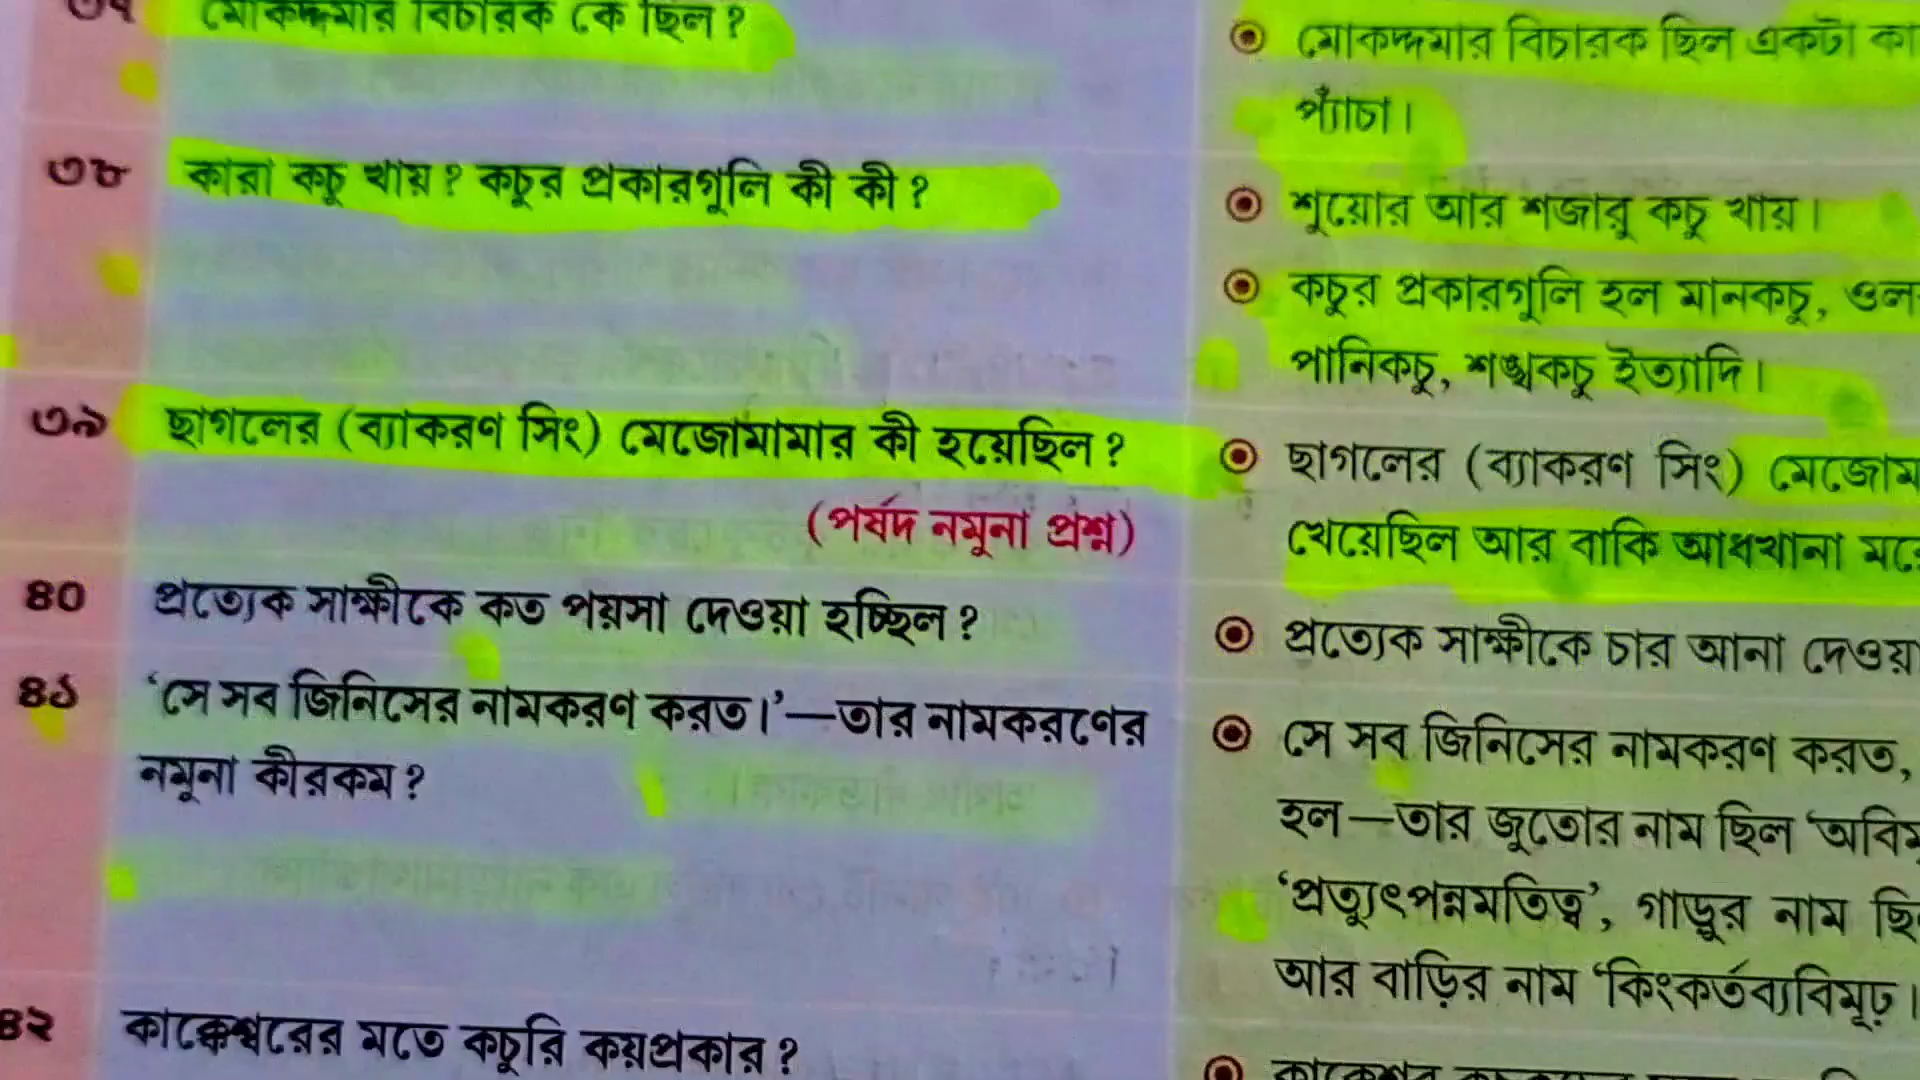 মোকদ্দমার বিচারক কে ছিল?
মোকদ্দমার বিচারক ছিল একটা
প্যাঁচা।
৩৮ কারা কচু খায়? কচুর প্রকারগুলি কী কী?
শুয়োর আর শজারু কচু খায়।
কচুর প্রকারগুলি হল মানকচু,
পানিকচু, শঙ্খকচু ইত্যাদি।
৩৯ ছাগলের (ব্যাকরণ সিং) মেজোমামার কী হয়েছিল?
(পর্ষদ নমুনা প্রশ্ন)
ছাগলের (ব্যাকরণ সিং)
খেয়েছিল আর বাকি আধখানা
৪০ প্রত্যেক সাক্ষীকে কত পয়সা দেওয়া হচ্ছিল?
প্রত্যেক সাক্ষীকে চার আনা দেওয়া
৪১ ‘সে সব জিনিসের নামকরণ করত।’—তার নামকরণের
নমুনা কীরকম?
সে সব জিনিসের নামকরণ করত,
হল—তার জুতোর নাম ছিল
‘প্রত্যুৎপন্নমতিত্ব’, গাড়ুর নাম
আর বাড়ির নাম ‘কিংকর্তব্যবিমূঢ়।
৪২ কাক্কেশ্বরের মতে কচুরি কয়প্রকার?